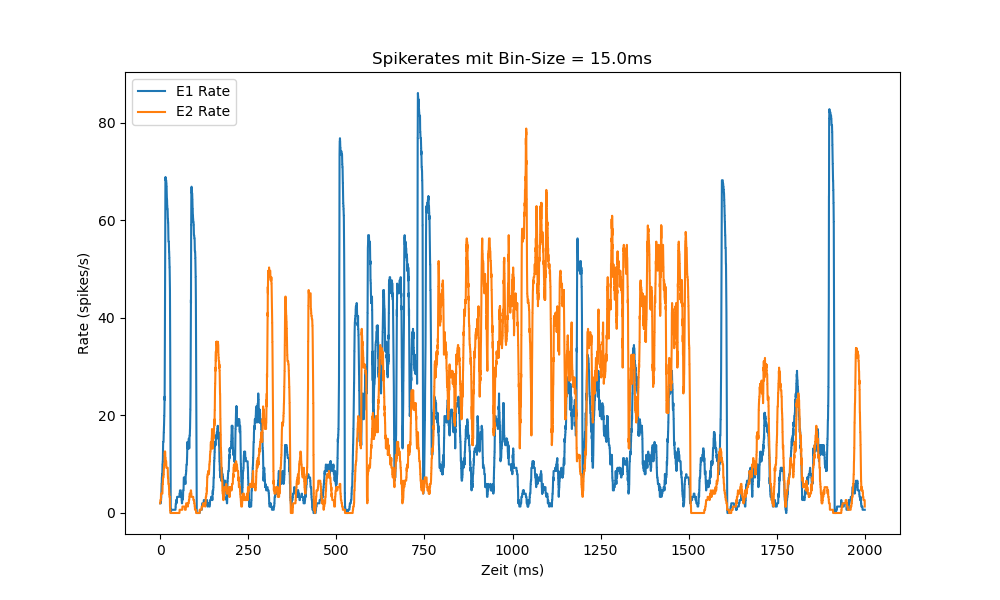 Spikerates mit Bin-Size = 15.0ms
E1 Rate
E2 Rate
80
60
40
20
0
Rate (spikes/s)
0 250 500 750 1000 1250 1500 1750 2000
Zeit (ms)